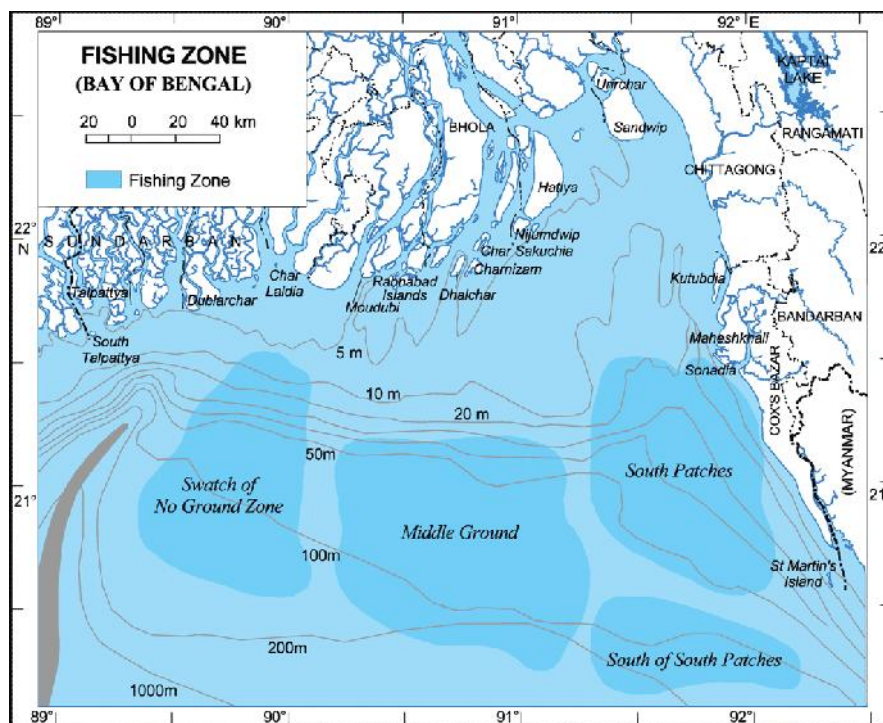 89°
90°
91°
92°E
FISHING ZONE
(BAY OF BENGAL)
20 0 20 40 km
Fishing Zone
KAPTAI
LAKE
Urirchar
BHOLA
Sandwip
RANGAMATI
CHITTAGONG
Hatiya
22°
N
SUNDARBAN
Nijumdwip
Char Sakuchia
Charnizam
22
Char
Laldia
Rabnabad
Islands
Dhalchar
Moudubi
Talpattya
Dublarchar
Kutubdia
BANDARBAN
South
Talpattya
Maheshkhali
Sonadia
COX'S BAZAR
5 m
10 m
20 m
50m
(MYANMAR)
21°
Swatch of
No Ground Zone
South Patches
21
Middle Ground
100m
St Martin's
Island
200m
South of South Patches
1000m
89°
90°
91°
92°